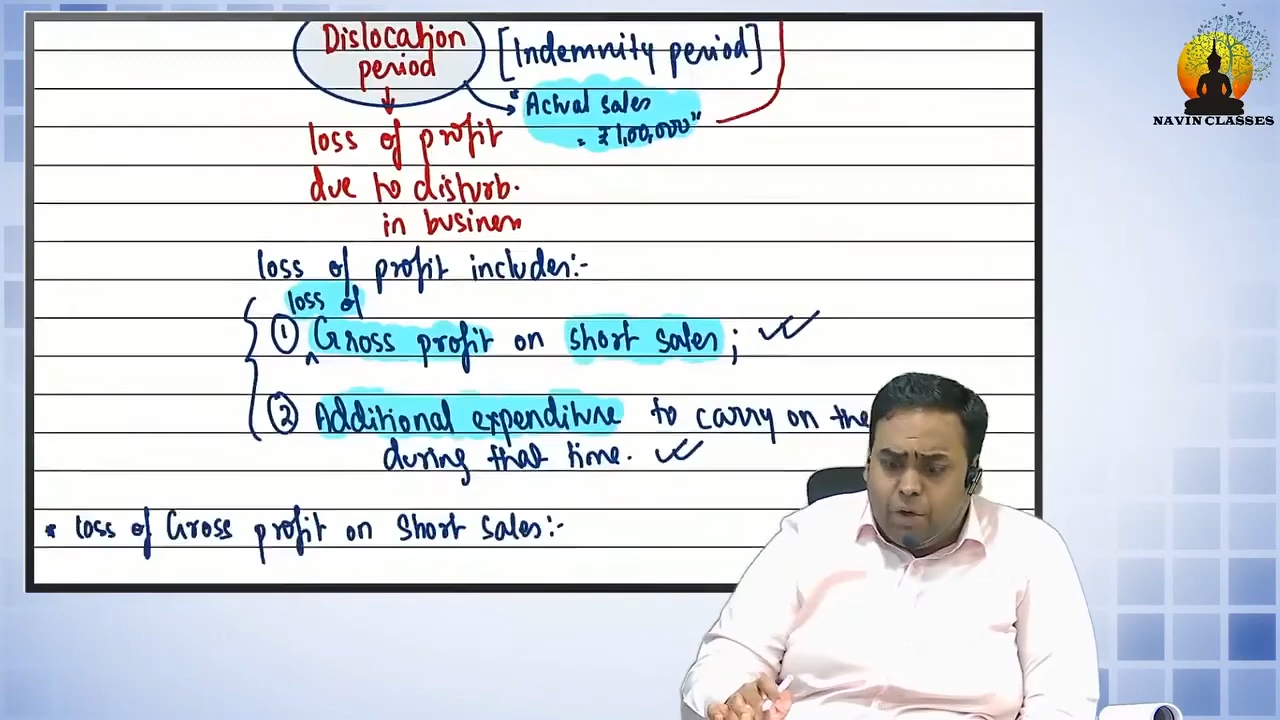 Dislocation
period
[Indemnity period]
"Actual sales
= ₹1,00,000"
loss of profit
due to disturb.
in business
loss of profit includes:-
loss of
① Gross profit on short sales;
② Additional expenditure to carry on the
during that time.
* loss of Gross profit on Short Sales:-
NAVIN CLASSES